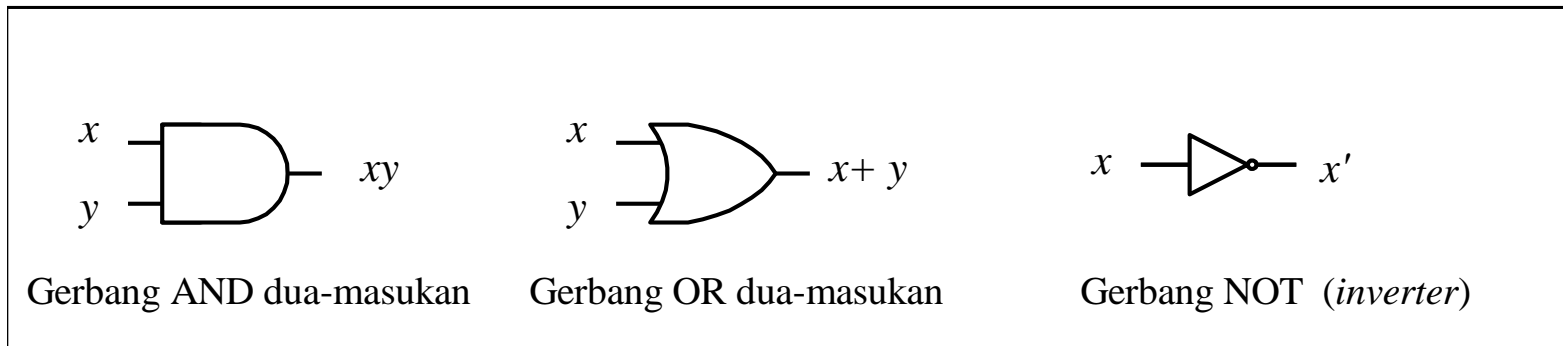 x
y
xy
Gerbang AND dua-masukan
x
y
x+ y
Gerbang OR dua-masukan
x
x'
Gerbang NOT (inverter)